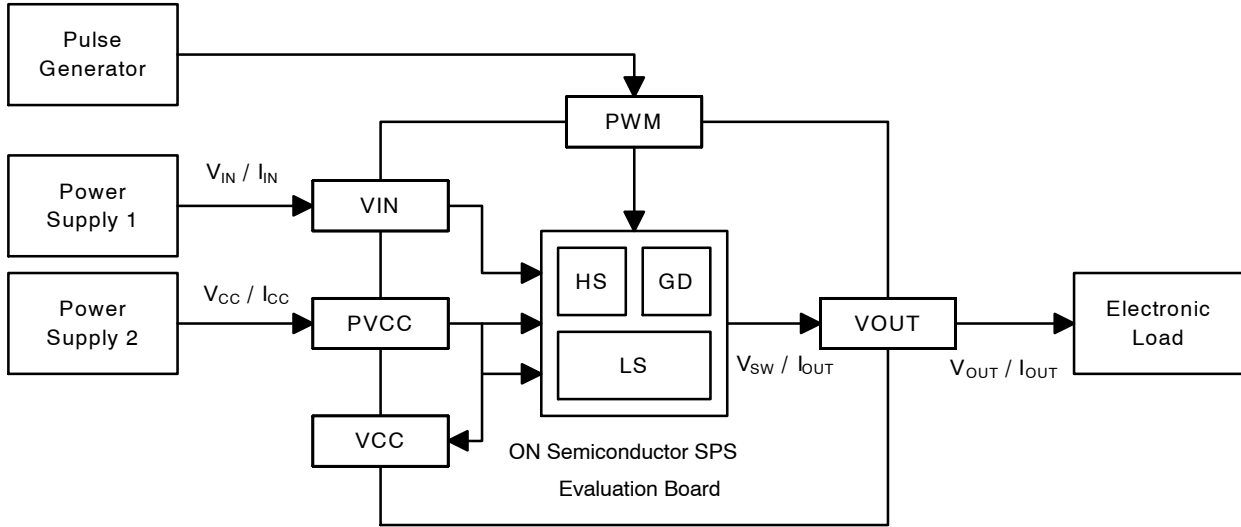 Pulse
Generator
PWM
V_IN / I_IN
Power
Supply 1
VIN
HS
GD
Power
Supply 2
V_CC / I_CC
PVCC
VOUT
Electronic
Load
LS
V_SW / I_OUT
V_OUT / I_OUT
VCC
ON Semiconductor SPS
Evaluation Board